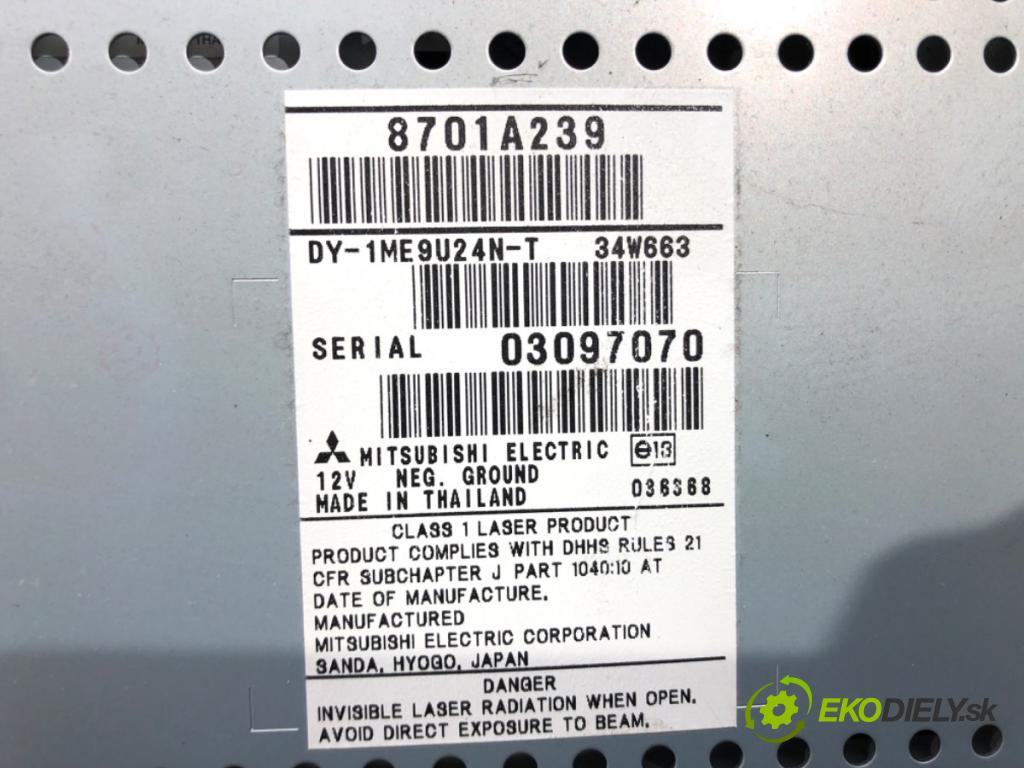 8701A239
DY-1ME9U24N-T 34W663
SERIAL 03097070
MITSUBISHI ELECTRIC e13
12V NEG. GROUND
MADE IN THAILAND 036368
CLASS 1 LASER PRODUCT
PRODUCT COMPLIES WITH DHHS RULES 21
CFR SUBCHAPTER J PART 1040:10 AT
DATE OF MANUFACTURE.
MANUFACTURED
MITSUBISHI ELECTRIC CORPORATION
SANDA, HYOGO, JAPAN
DANGER
INVISIBLE LASER RADIATION WHEN OPEN.
AVOID DIRECT EXPOSURE TO BEAM.
EKODIELY.sk